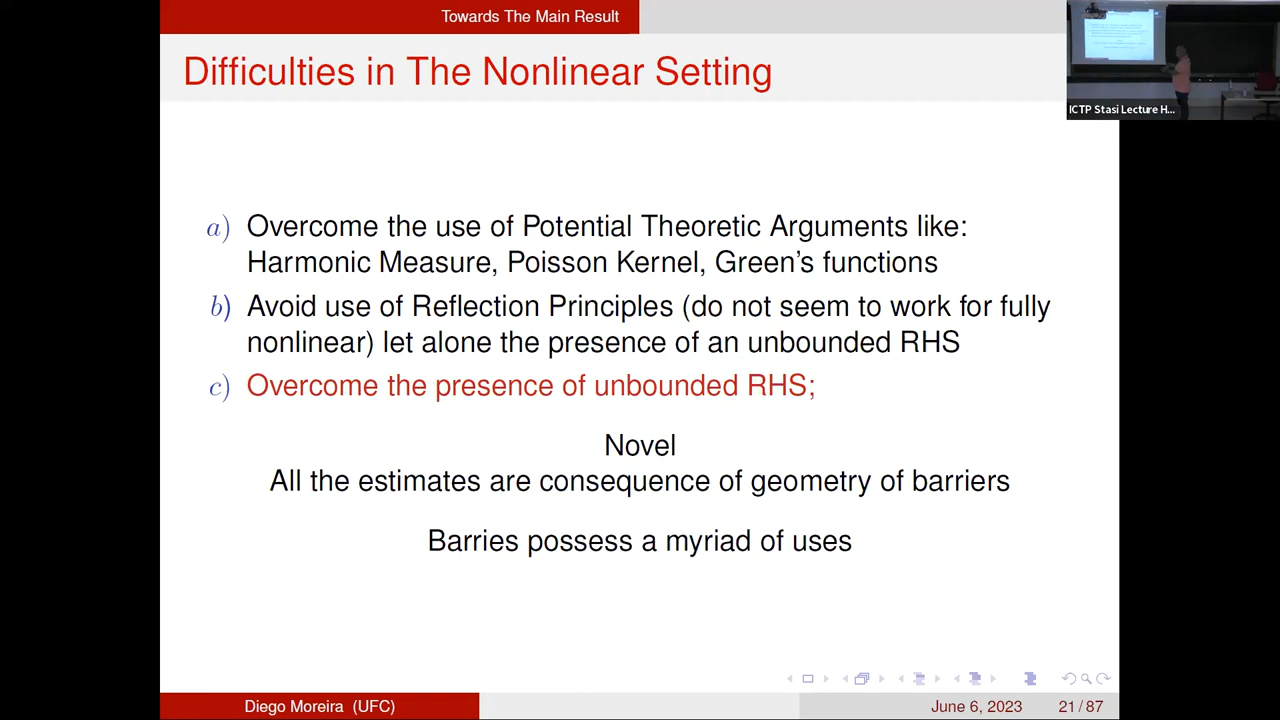 Towards The Main Result
Difficulties in The Nonlinear Setting
ICTP Stasi Lecture H...
a) Overcome the use of Potential Theoretic Arguments like:
Harmonic Measure, Poisson Kernel, Green's functions
b) Avoid use of Reflection Principles (do not seem to work for fully
nonlinear) let alone the presence of an unbounded RHS
c) Overcome the presence of unbounded RHS;
Novel
All the estimates are consequence of geometry of barriers
Barries possess a myriad of uses
Diego Moreira (UFC)
June 6, 2023
21 / 87